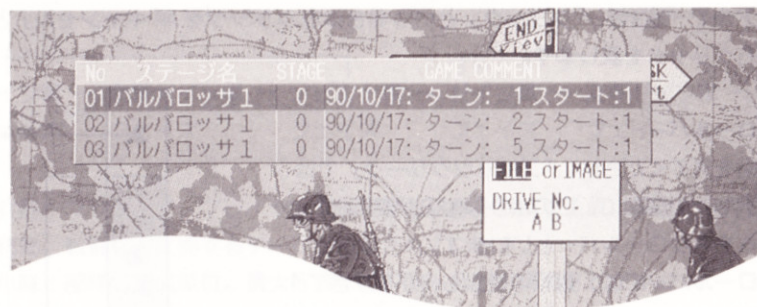 END
Prev
No ステージ名 STAGE GAME COMMENT
01 バルバロッサ1 0 90/10/17: ターン: 1 スタート:1
02 バルバロッサ1 0 90/10/17: ターン: 2 スタート:1
03 バルバロッサ1 0 90/10/17: ターン: 5 スタート:1
SK
rt
FILE or IMAGE
DRIVE No.
A B
12